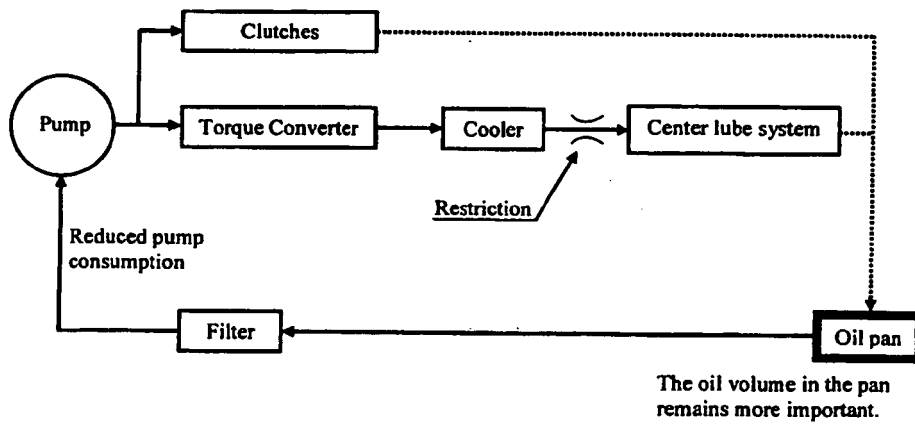 Clutches
Pump
Torque Converter
Cooler
Center lube system
Restriction
Reduced pump
consumption
Filter
Oil pan
The oil volume in the pan
remains more important.